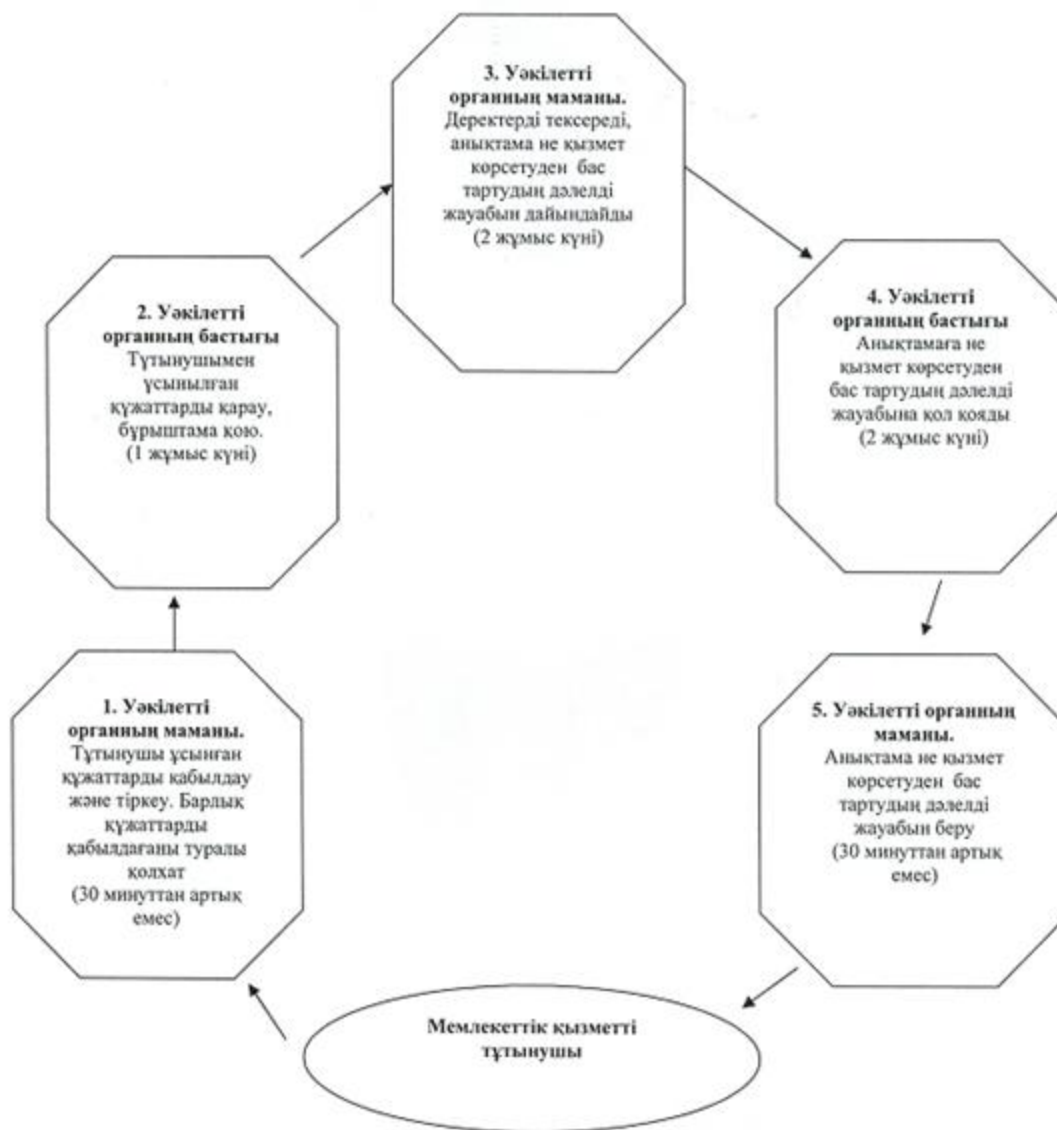 3. Уәкілетті
органның маманы.
Деректерді тексереді,
анықтама не қызмет
көрсетуден бас
тартудың дәлелді
жауабын дайындайды
(2 жұмыс күні)
2. Уәкілетті
органның бастығы
Тұтынушымен
ұсынылған
құжаттарды қарау,
бұрыштама қою.
(1 жұмыс күні)
4. Уәкілетті
органның бастығы
Анықтамаға не
қызмет көрсетуден
бас тартудың дәлелді
жауабына қол қояды
(2 жұмыс күні)
1. Уәкілетті
органның маманы.
Тұтынушы ұсынған
құжаттарды қабылдау
және тіркеу. Барлық
құжаттарды
қабылдағаны туралы
қолхат
(30 минуттан артық
емес)
5. Уәкілетті органның
маманы.
Анықтама не қызмет
көрсетуден бас
тартудың дәлелді
жауабын беру
(30 минуттан артық
емес)
Мемлекеттік қызметті
тұтынушы